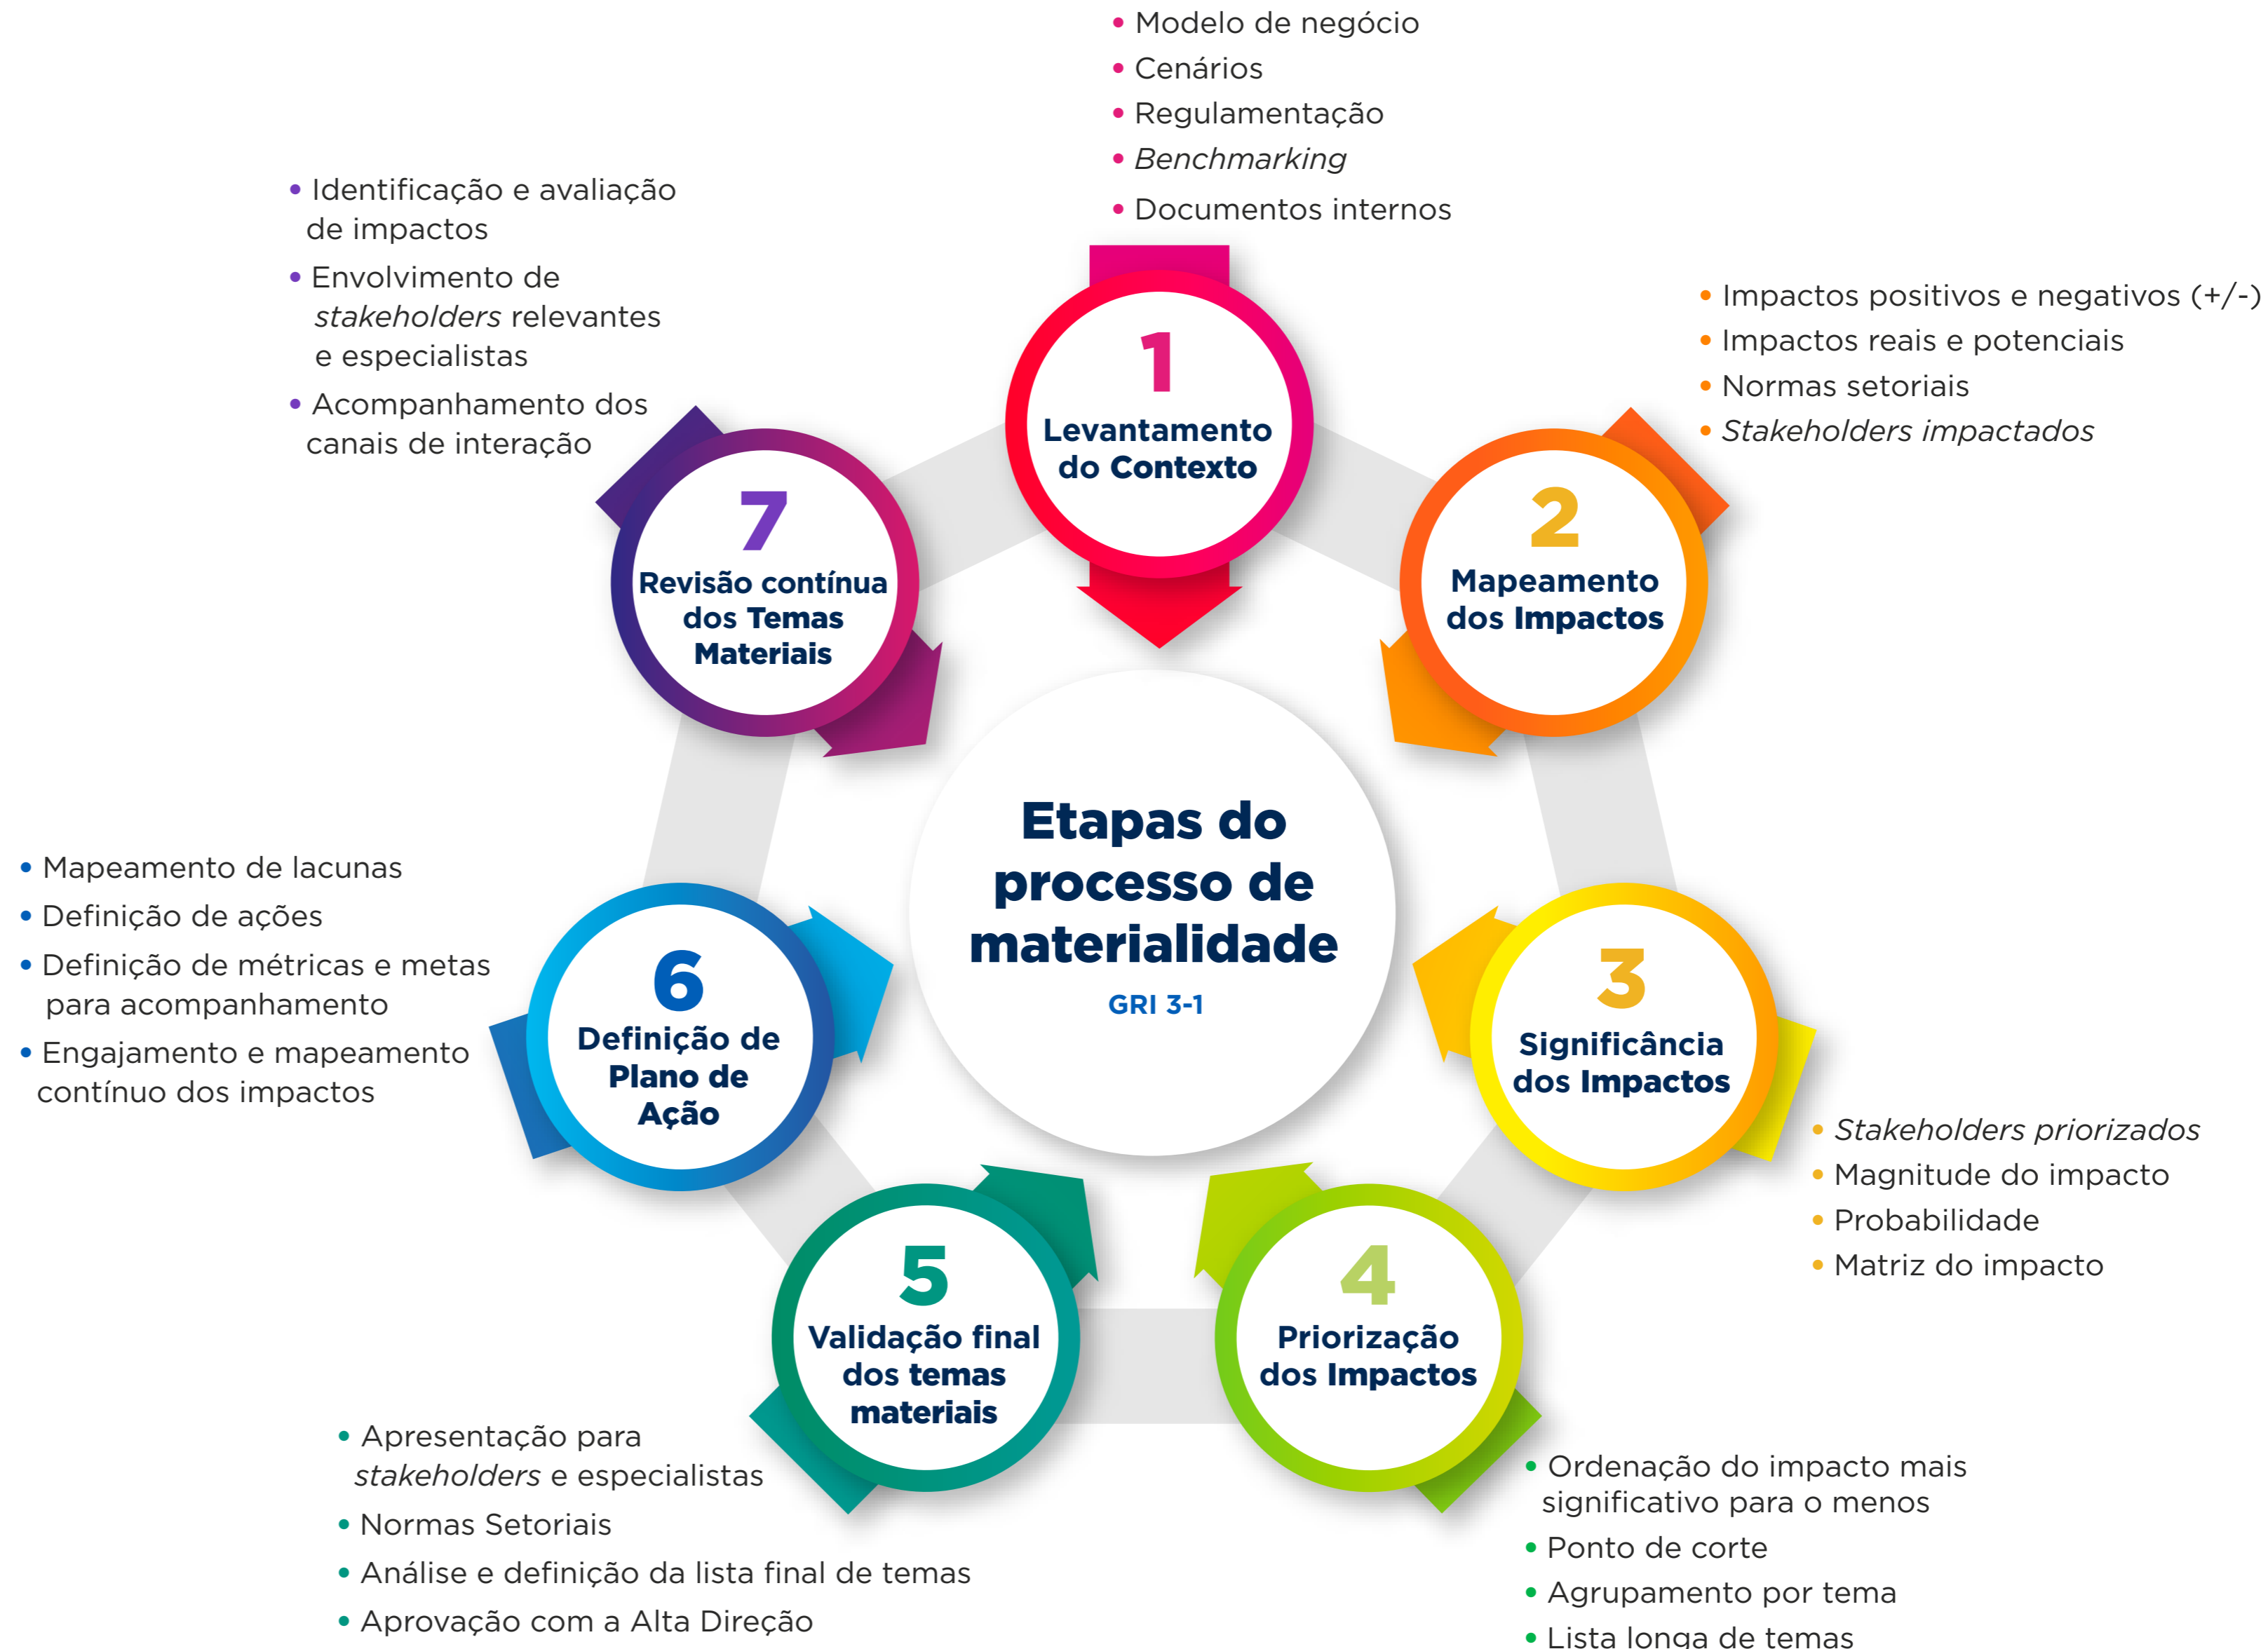 • Modelo de negócio
• Cenários
• Regulamentação
• Benchmarking
• Documentos internos
1
Levantamento
do Contexto
• Impactos positivos e negativos (+/-)
• Impactos reais e potenciais
• Normas setoriais
• Stakeholders impactados
2
Mapeamento
dos Impactos
3
Significância
dos Impactos
• Stakeholders priorizados
• Magnitude do impacto
• Probabilidade
• Matriz do impacto
4
Priorização
dos Impactos
• Ordenação do impacto mais
significativo para o menos
• Ponto de corte
• Agrupamento por tema
• Lista longa de temas
5
Validação final
dos temas
materiais
• Apresentação para
stakeholders e especialistas
• Normas Setoriais
• Análise e definição da lista final de temas
• Aprovação com a Alta Direção
6
Definição de
Plano de
Ação
• Mapeamento de lacunas
• Definição de ações
• Definição de métricas e metas
para acompanhamento
• Engajamento e mapeamento
contínuo dos impactos
7
Revisão contínua
dos Temas
Materiais
• Identificação e avaliação
de impactos
• Envolvimento de
stakeholders relevantes
e especialistas
• Acompanhamento dos
canais de interação
Etapas do
processo de
materialidade
GRI 3-1